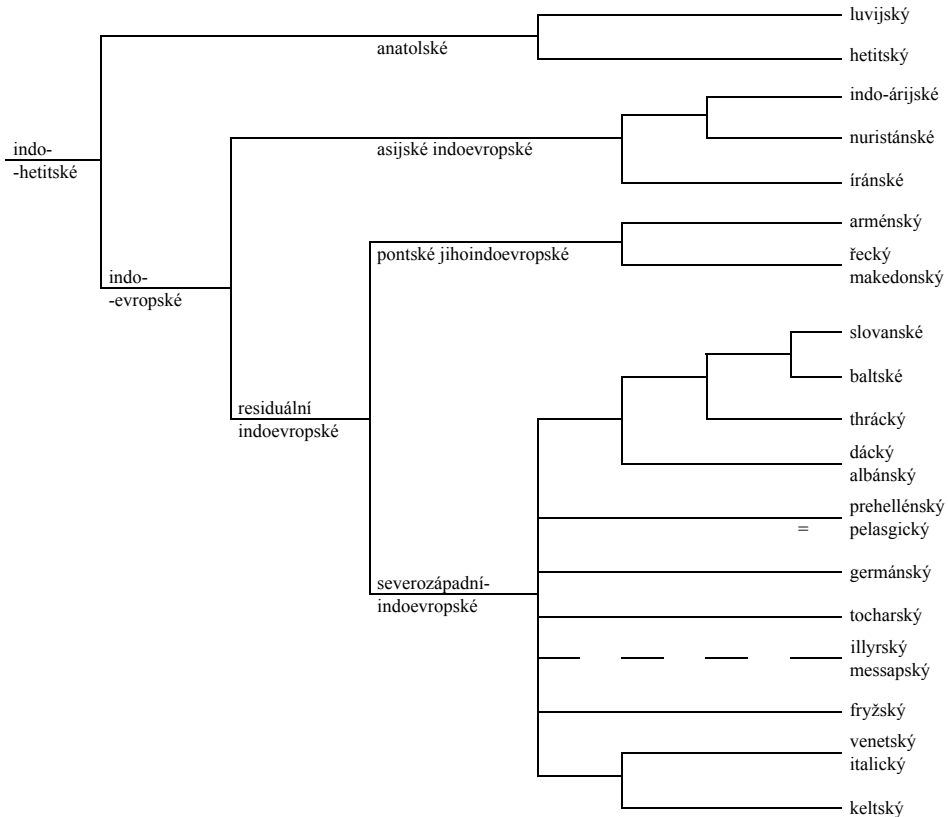 luvijský
anatolské
hetitský
indo-árijské
indo-
-hetitské
asijské indoevropské
nuristánské
íránské
arménský
pontské jihoindoevropské
řecký
makedonský
indo-
-evropské
slovanské
baltské
residuální
indoevropské
thrácký
dácký
albánský
prehellénský
= pelasgický
germánský
severozápadní-
indoevropské
tocharský
illyrský
messapský
fryžský
venetský
italický
keltský